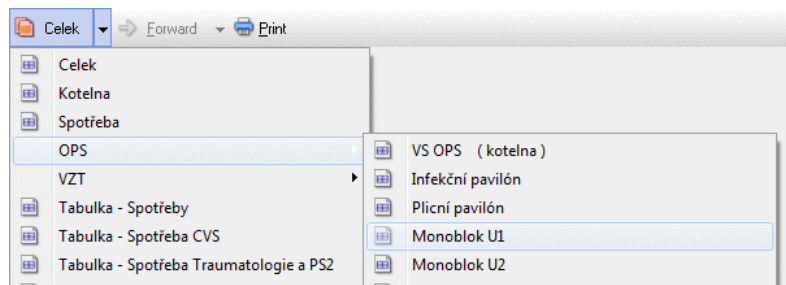 Celek Forward Print
Celek
Kotelna
Spotřeba
OPS
VZT
Tabulka - Spotřeby
Tabulka - Spotřeba CVS
Tabulka - Spotřeba Traumatologie a PS2
VS OPS ( kotelna )
Infekční pavilón
Plicní pavilón
Monoblok U1
Monoblok U2